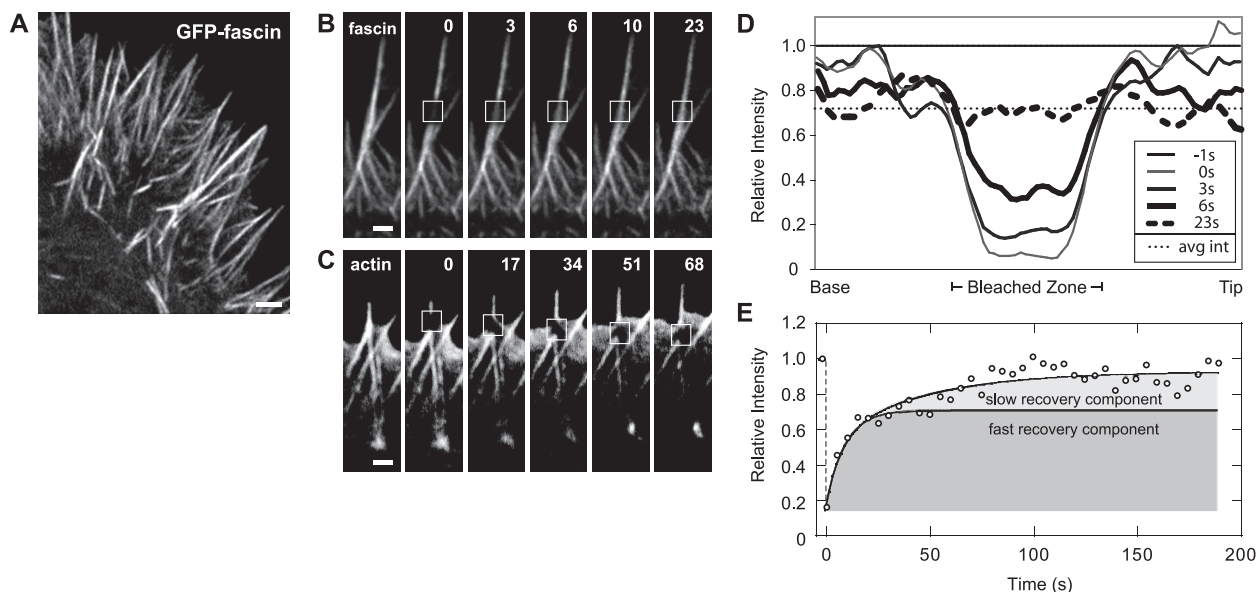 A
GFP-fascin
B
fascin 0 3 6 10 23
C
actin 0 17 34 51 68
D
Relative Intensity
1.0
0.8
0.6
0.4
0.2
0
-1s
0s
3s
6s
23s
avg int
Base Bleached Zone Tip
E
Relative Intensity
1.2
1.0
0.8
0.6
0.4
0.2
0
slow recovery component
fast recovery component
0 50 100 150 200
Time (s)